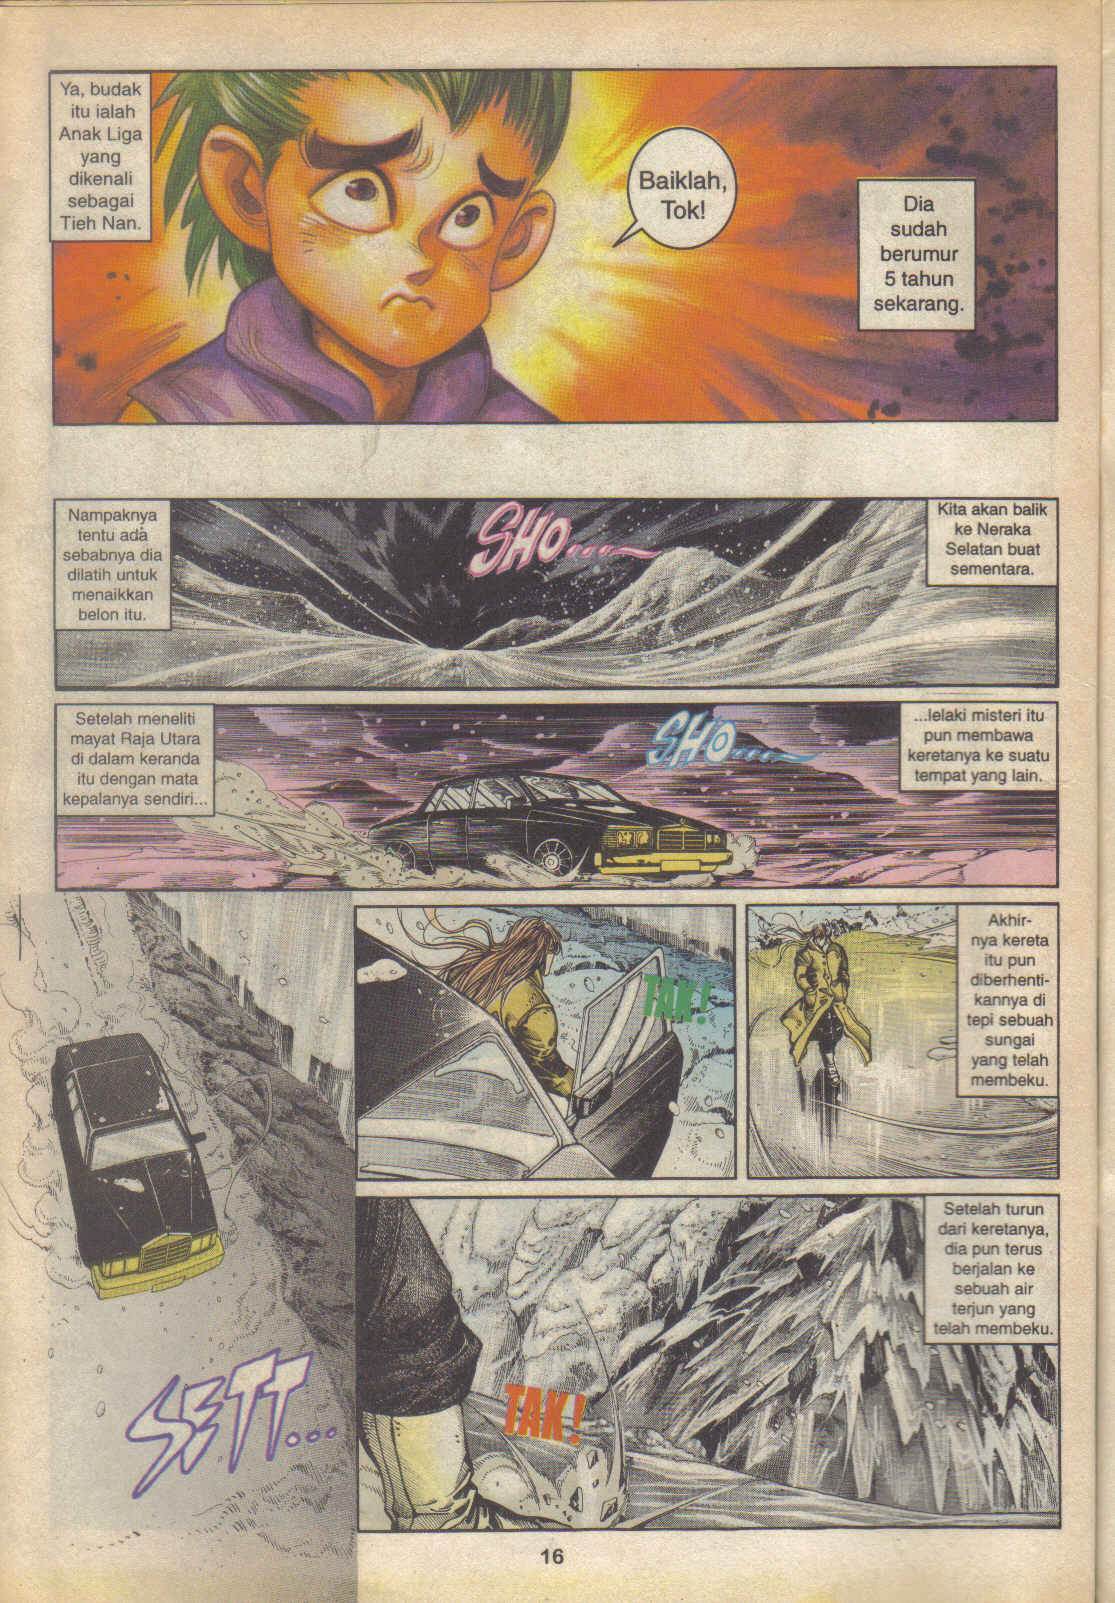 Ya, budak
itu ialah
Anak Liga
yang
dikenali
sebagai
Tieh Nan.
Baiklah,
Tok!
Dia
sudah
berumur
5 tahun
sekarang.
Nampaknya
tentu ada
sebabnya dia
dilatih untuk
menaikkan
belon itu.
SHO....~
Kita akan balik
ke Neraka
Selatan buat
sementara.
Setelah meneliti
mayat Raja Utara
di dalam keranda
itu dengan mata
kepalanya sendiri...
SHO....~
...lelaki misteri itu
pun membawa
keretanya ke suatu
tempat yang lain.
SETT...
TAK!
Akhir-
nya kereta
itu pun
diberhenti-
kannya di
tepi sebuah
sungai
yang telah
membeku.
TAK!
Setelah turun
dari keretanya,
dia pun terus
berjalan ke
sebuah air
terjun yang
telah membeku.
16